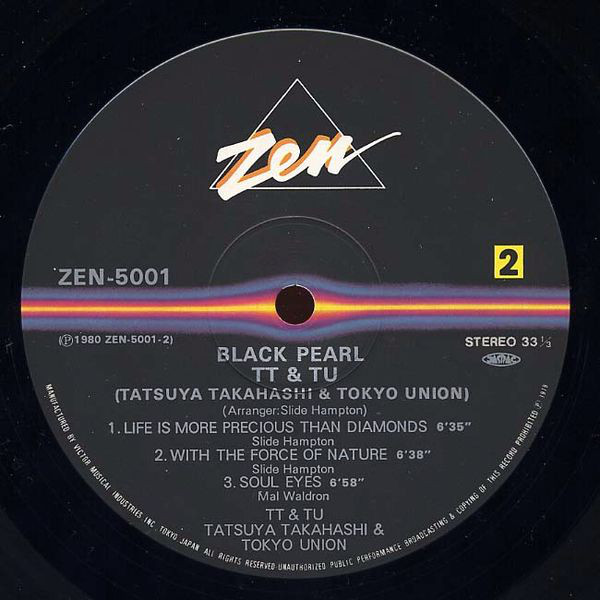 Zen
ZEN-5001
2
(Ⓟ1980 ZEN-5001-2)
STEREO 33⅓
JASRAC
BLACK PEARL
TT & TU
(TATSUYA TAKAHASHI & TOKYO UNION)
(Arranger:Slide Hampton)
1. LIFE IS MORE PRECIOUS THAN DIAMONDS 6'35"
Slide Hampton
2. WITH THE FORCE OF NATURE 6'38"
Slide Hampton
3. SOUL EYES 6'58"
Mal Waldron
TT & TU
TATSUYA TAKAHASHI &
TOKYO UNION
MANUFACTURED BY VICTOR MUSICAL INDUSTRIES INC. TOKYO JAPAN ALL RIGHTS RESERVED·UNAUTHORIZED PUBLIC PERFORMANCE BROADCASTING & COPYING OF THIS RECORD PROHIBITED Ⓟ 1979